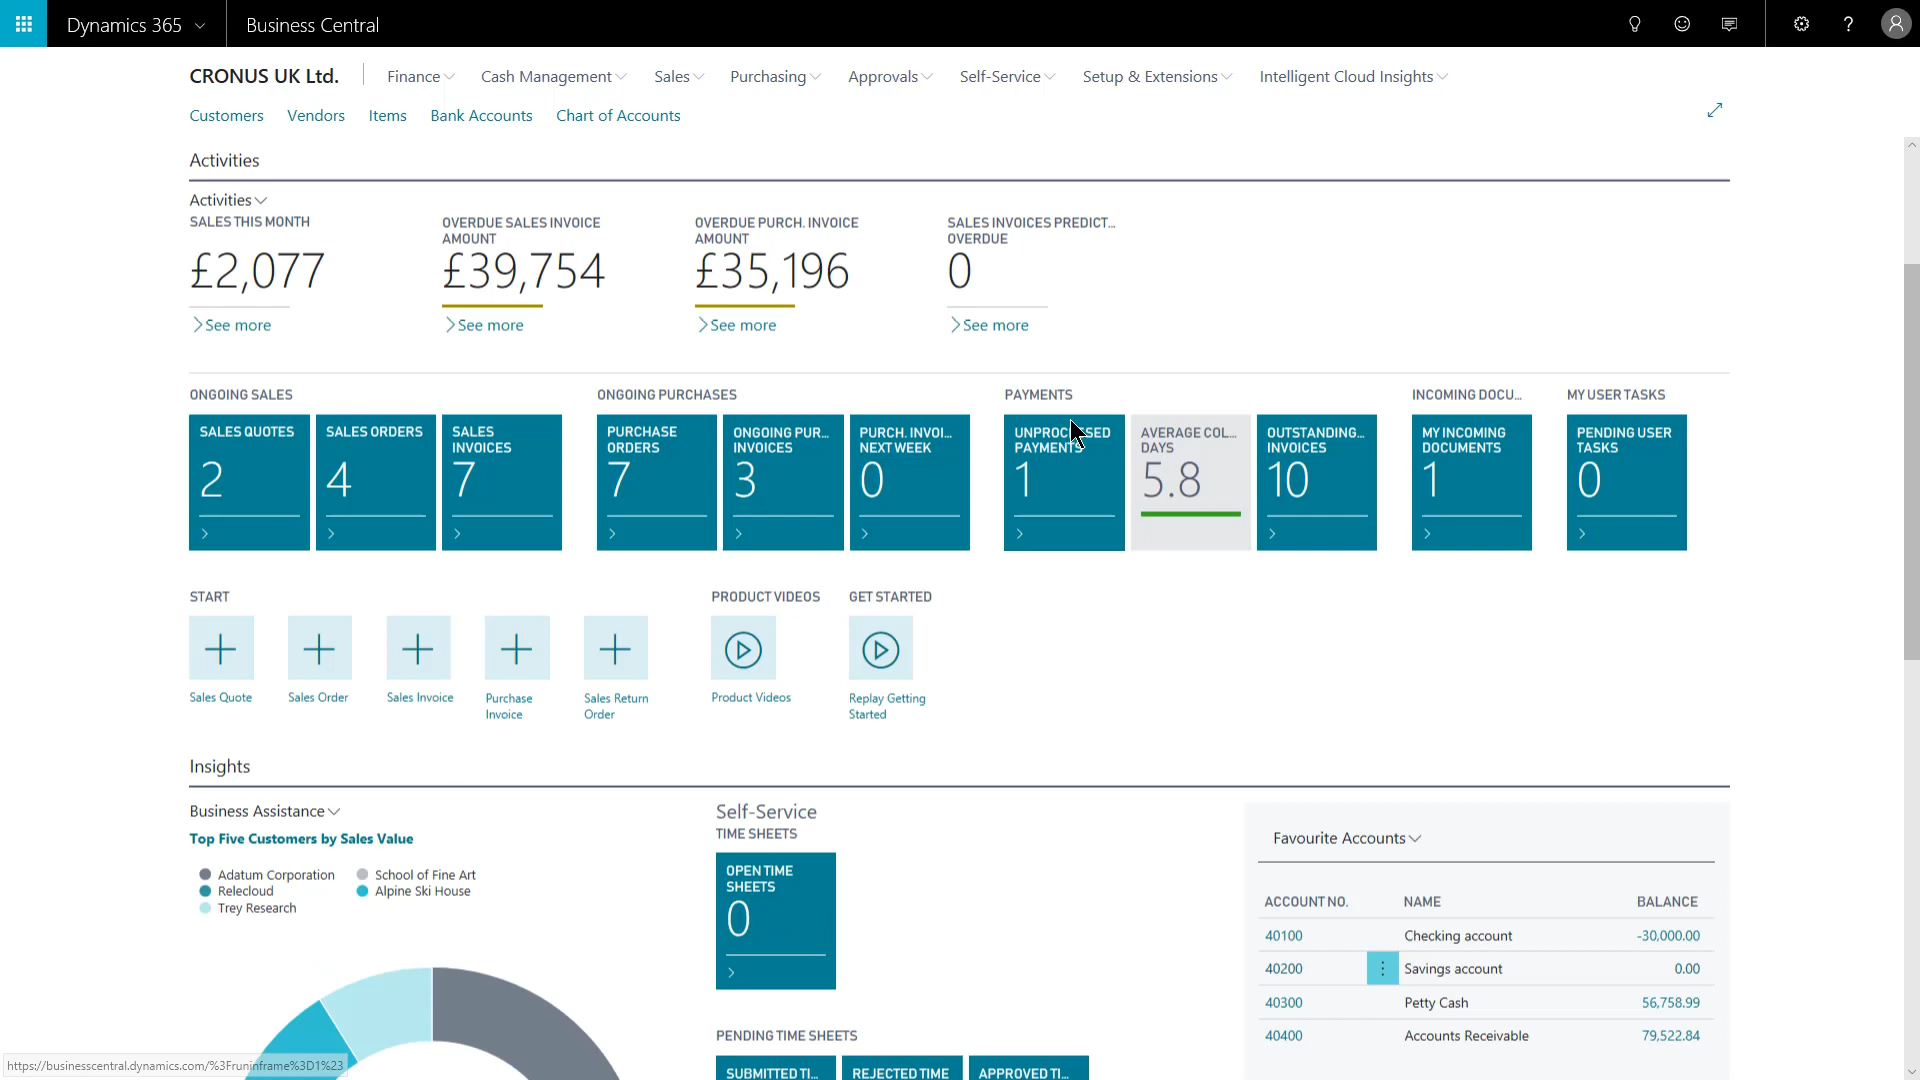 Dynamics 365 Business Central
CRONUS UK Ltd. Finance Cash Management Sales Purchasing Approvals Self-Service Setup & Extensions Intelligent Cloud Insights
Customers Vendors Items Bank Accounts Chart of Accounts
Activities
Activities
SALES THIS MONTH
£2,077
See more
OVERDUE SALES INVOICE
AMOUNT
£39,754
See more
OVERDUE PURCH. INVOICE
AMOUNT
£35,196
See more
SALES INVOICES PREDICT...
OVERDUE
0
See more
ONGOING SALES
SALES QUOTES
2
SALES ORDERS
4
SALES
INVOICES
7
ONGOING PURCHASES
PURCHASE
ORDERS
7
ONGOING PUR...
INVOICES
3
PURCH. INVOI...
NEXT WEEK
0
PAYMENTS
PAYMENTS
1
AVERAGE COL...
DAYS
5.8
OUTSTANDING...
INVOICES
10
INCOMING DOCU...
MY INCOMING
DOCUMENTS
1
MY USER TASKS
PENDING USER
TASKS
0
START
Sales Quote
Sales Order
Sales Invoice
Purchase
Invoice
Sales Return
Order
PRODUCT VIDEOS
Product Videos
GET STARTED
Replay Getting
Started
Insights
Business Assistance
Top Five Customers by Sales Value
Adatum Corporation School of Fine Art
Relecloud Alpine Ski House
Trey Research
Self-Service
TIME SHEETS
OPEN TIME
SHEETS
0
PENDING TIME SHEETS
SUBMITTED TI... REJECTED TIME APPROVED TI...
Favourite Accounts
ACCOUNT NO. NAME BALANCE
40100 Checking account -30,000.00
40200 Savings account 0.00
40300 Petty Cash 56,758.99
40400 Accounts Receivable 79,522.84
https://businesscentral.dynamics.com/%3Fruninframe%3D1%23